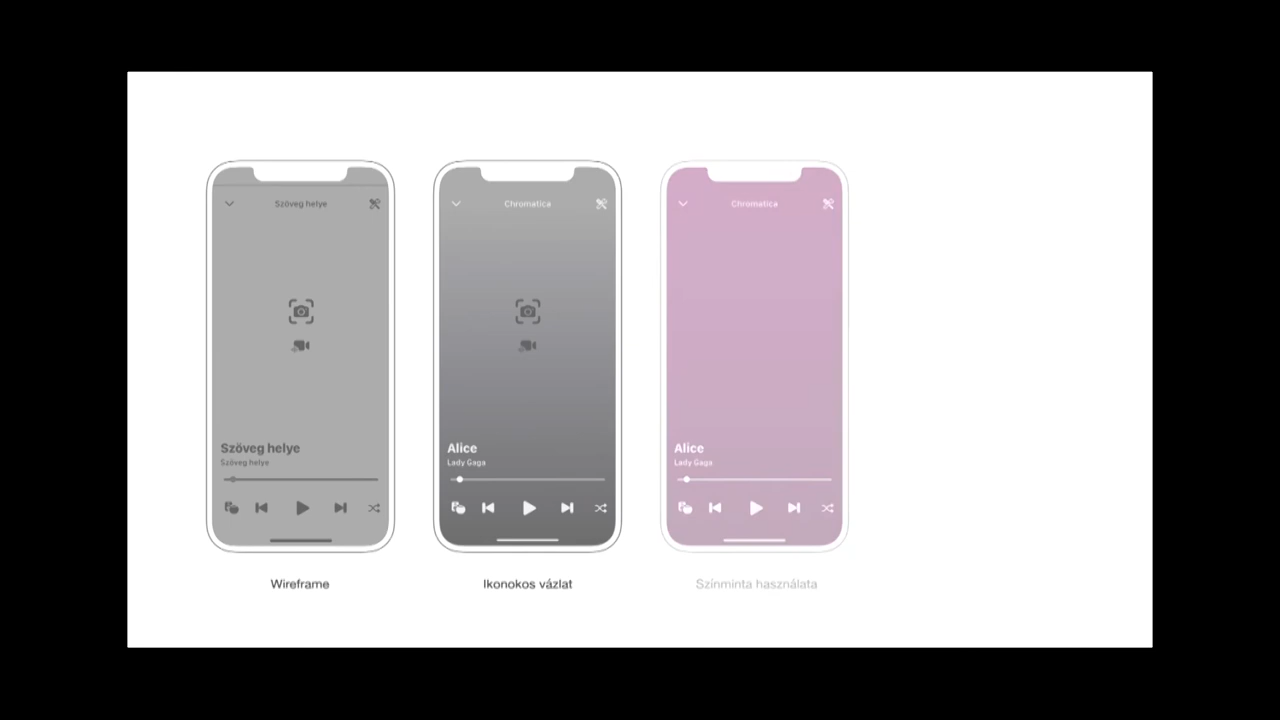 Szöveg helye
Szöveg helye
Szöveg helye
Wireframe
Chromatica
Alice
Lady Gaga
Ikonokos vázlat
Chromatica
Alice
Lady Gaga
Színminta használata